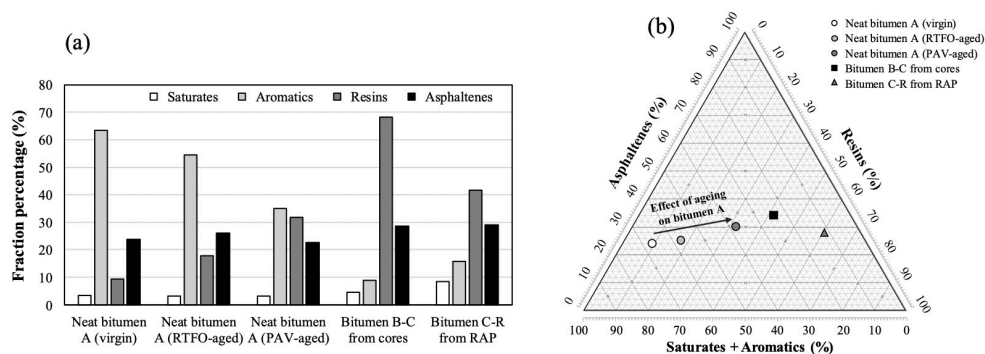 (a)
Fraction percentage (%)
80
70
60
50
40
30
20
10
0
Saturates Aromatics Resins Asphaltenes
Neat bitumen
A (virgin)
Neat bitumen
A (RTFO-aged)
Neat bitumen
A (PAV-aged)
Bitumen B-C
from cores
Bitumen C-R
from RAP
(b)
Neat bitumen A (virgin)
Neat bitumen A (RTFO-aged)
Neat bitumen A (PAV-aged)
Bitumen B-C from cores
Bitumen C-R from RAP
Asphaltenes (%)
100
90
80
70
60
50
40
30
20
10
0
Resins (%)
0
10
20
30
40
50
60
70
80
90
100
Effect of ageing
on bitumen A
100 90 80 70 60 50 40 30 20 10 0
Saturates + Aromatics (%)